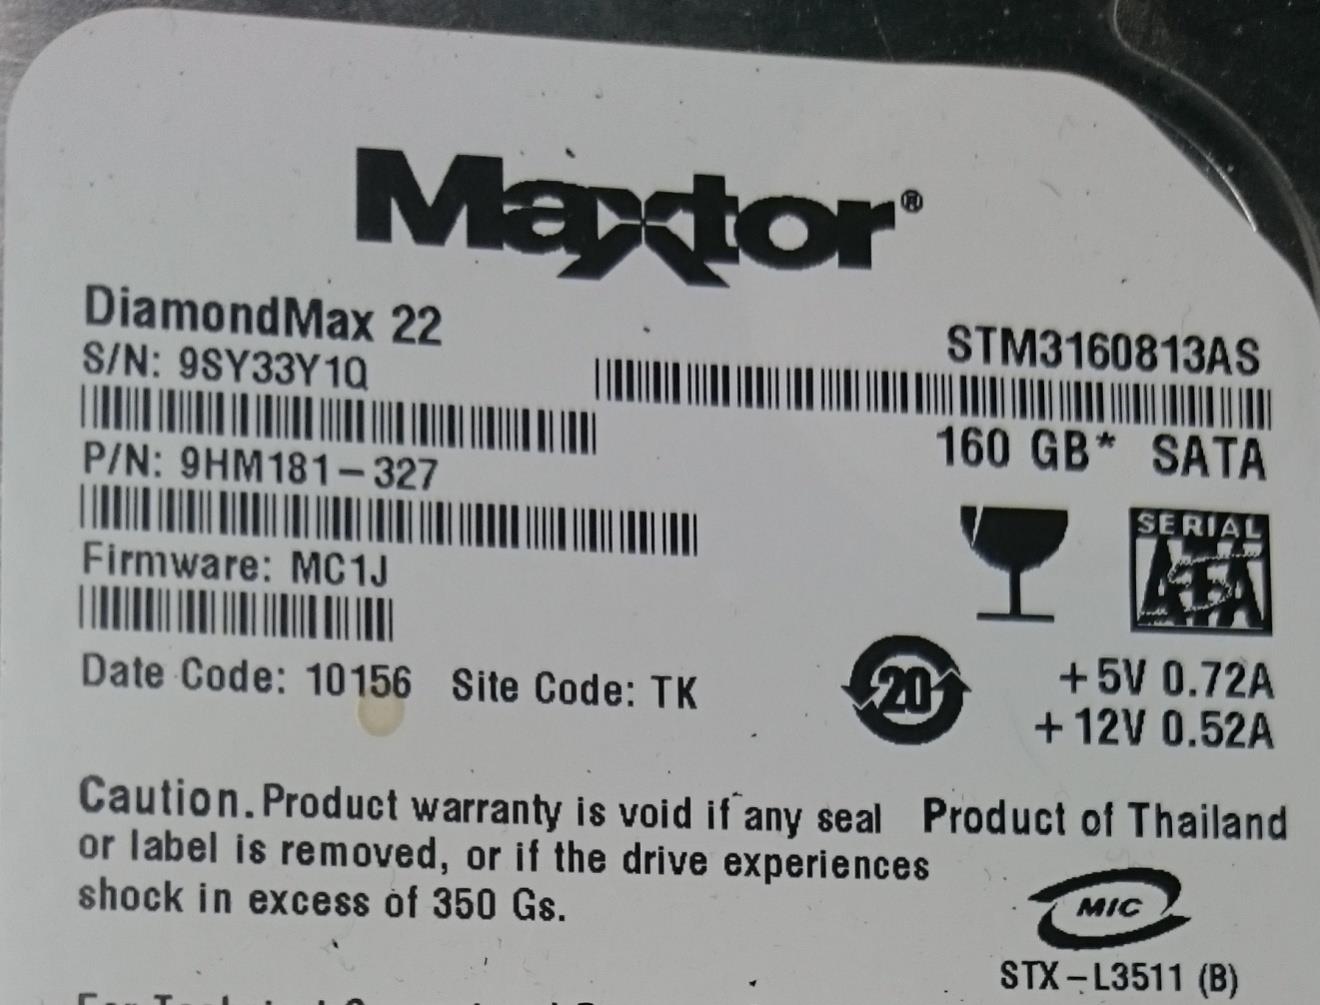 Maxtor®
DiamondMax 22
STM3160813AS
S/N: 9SY33Y1Q
160 GB* SATA
P/N: 9HM181-327
SERIAL
ATA
Firmware: MC1J
Date Code: 10156 Site Code: TK
20
+5V 0.72A
+12V 0.52A
Caution. Product warranty is void if any seal
or label is removed, or if the drive experiences
shock in excess of 350 Gs.
Product of Thailand
MIC
STX-L3511 (B)